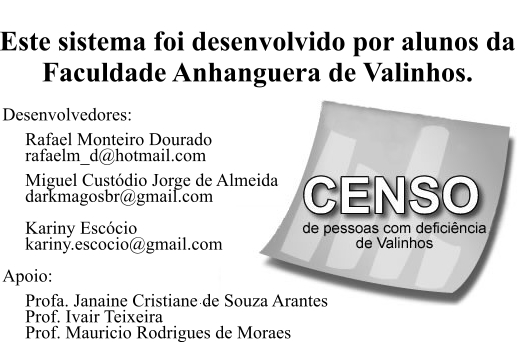 Este sistema foi desenvolvido por alunos da
Faculdade Anhanguera de Valinhos.
Desenvolvedores:
Rafael Monteiro Dourado
rafaelm_d@hotmail.com
Miguel Custódio Jorge de Almeida
darkmagosbr@gmail.com
Kariny Escócio
kariny.escocio@gmail.com
Apoio:
Profa. Janaine Cristiane de Souza Arantes
Prof. Ivair Teixeira
Prof. Mauricio Rodrigues de Moraes
CENSO
de pessoas com deficiência
de Valinhos